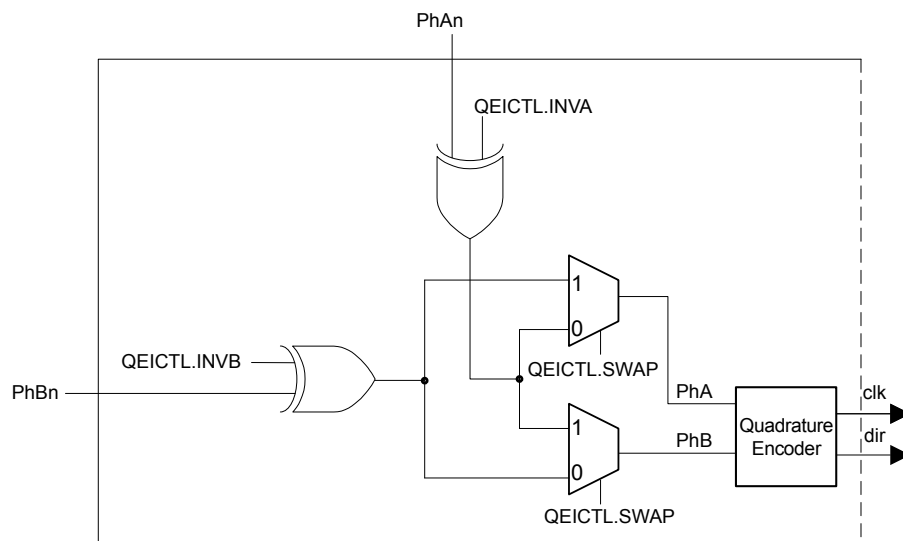 PhAn
QEICTL.INVA
1
0
QEICTL.INVB
QEICTL.SWAP
PhBn
PhA
clk
1
Quadrature
Encoder
dir
PhB
0
QEICTL.SWAP